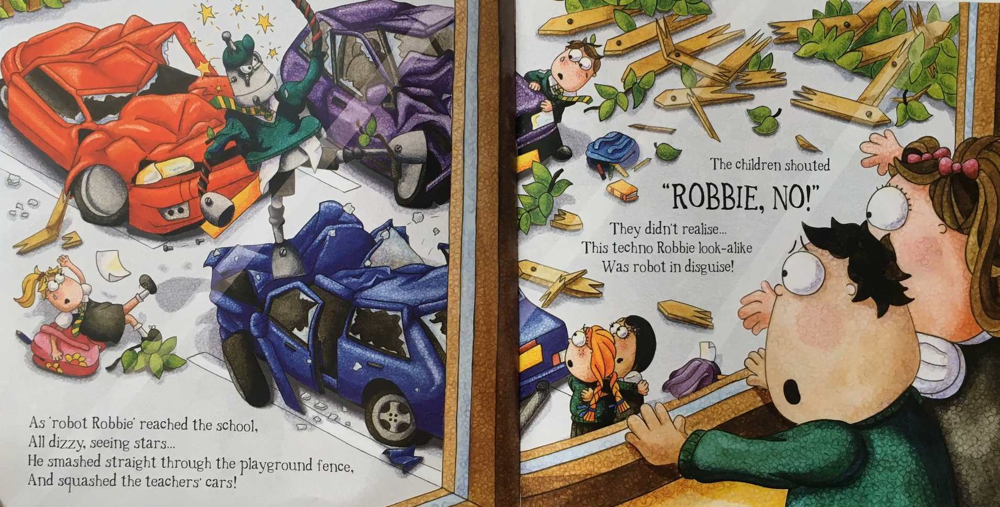 As 'robot Robbie' reached the school,
All dizzy, seeing stars...
He smashed straight through the playground fence,
And squashed the teachers' cars!
The children shouted
“ROBBIE, NO!”
They didn't realise...
This techno Robbie look-alike
Was robot in disguise!